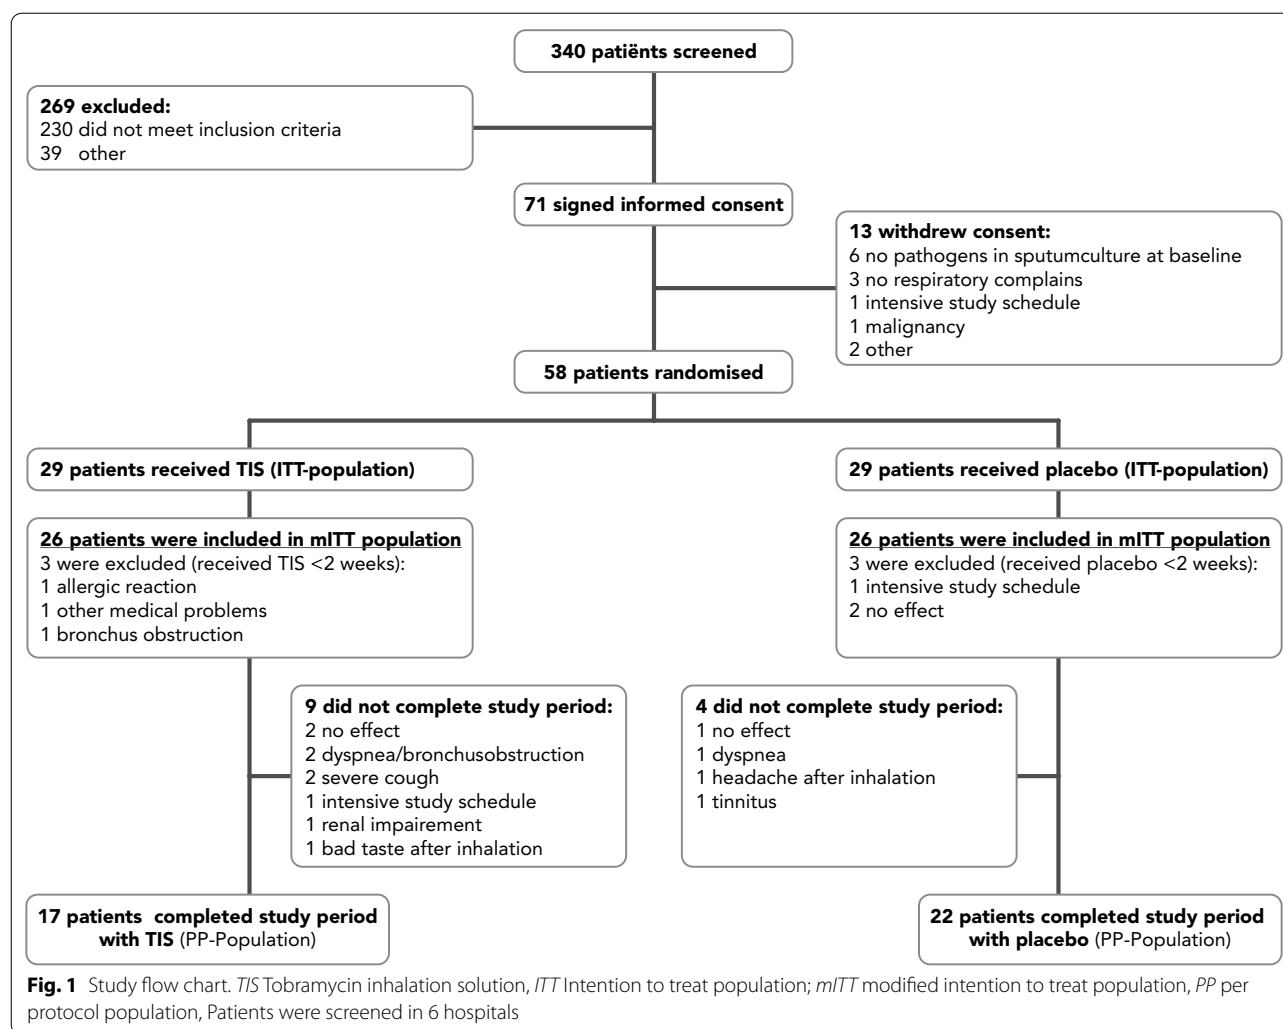 340 patiënts screened
269 excluded:
230 did not meet inclusion criteria
39 other
71 signed informed consent
13 withdrew consent:
6 no pathogens in sputumculture at baseline
3 no respiratory complains
1 intensive study schedule
1 malignancy
2 other
58 patients randomised
29 patients received TIS (ITT-population)
29 patients received placebo (ITT-population)
26 patients were included in mITT population
3 were excluded (received TIS <2 weeks):
1 allergic reaction
1 other medical problems
1 bronchus obstruction
26 patients were included in mITT population
3 were excluded (received placebo <2 weeks):
1 intensive study schedule
2 no effect
9 did not complete study period:
2 no effect
2 dyspnea/bronchusobstruction
2 severe cough
1 intensive study schedule
1 renal impairement
1 bad taste after inhalation
4 did not complete study period:
1 no effect
1 dyspnea
1 headache after inhalation
1 tinnitus
17 patients completed study period
with TIS (PP-Population)
22 patients completed study period
with placebo (PP-Population)
Fig. 1 Study flow chart. TIS Tobramycin inhalation solution, ITT Intention to treat population; mITT modified intention to treat population, PP per
protocol population, Patients were screened in 6 hospitals